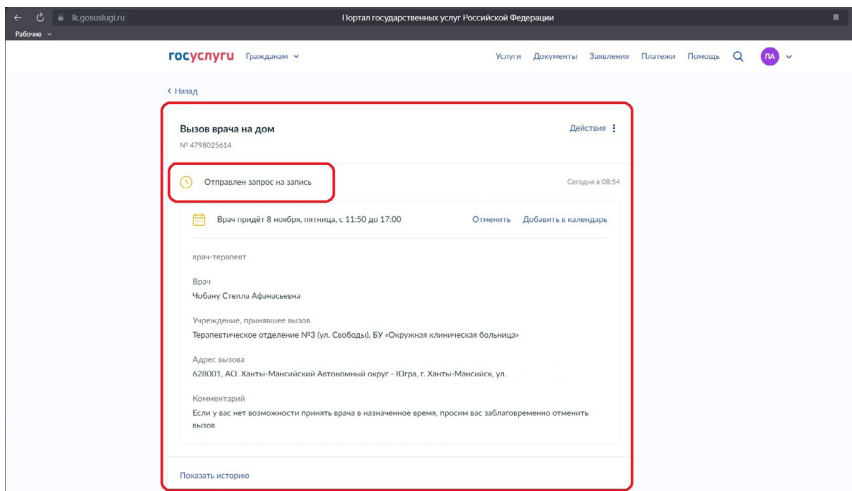 lk.gosuslugi.ru
Портал государственных услуг Российской Федерации
Рабочие
госуслуги Гражданам Услуги Документы Заявления Платежи Помощь ПА
Назад
Вызов врача на дом Действия
№ 4798025614
Отправлен запрос на запись Сегодня в 08:54
Врач придёт 8 ноября, пятница, с 11:50 до 17:00 Отменить Добавить в календарь
врач-терапевт
Врач
Чобану Стелла Афанасьевна
Учреждение, принявшее вызов
Терапевтическое отделение №3 (ул. Свободы), БУ «Окружная клиническая больница»
Адрес вызова
628001, АО. Ханты-Мансийский Автономный округ - Югра, г. Ханты-Мансийск, ул.
Комментарий
Если у вас нет возможности принять врача в назначенное время, просим вас заблаговременно отменить
вызов
Показать историю